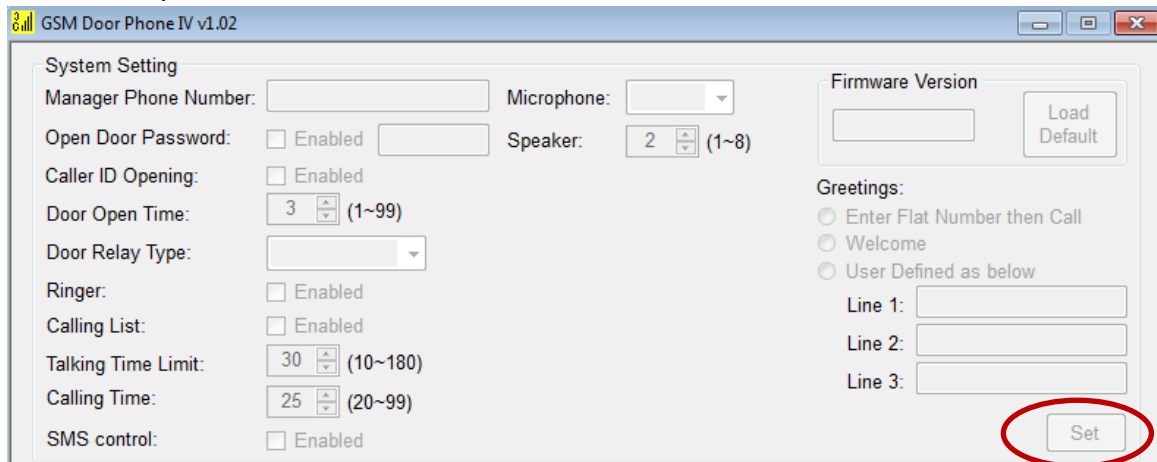 GSM Door Phone IV v1.02
System Setting
Manager Phone Number:
Microphone:
Open Door Password: Enabled
Speaker: 2 (1~8)
Caller ID Opening: Enabled
Door Open Time: 3 (1~99)
Door Relay Type:
Ringer: Enabled
Calling List: Enabled
Talking Time Limit: 30 (10~180)
Calling Time: 25 (20~99)
SMS control: Enabled
Firmware Version
Load
Default
Greetings:
Enter Flat Number then Call
Welcome
User Defined as below
Line 1:
Line 2:
Line 3:
Set